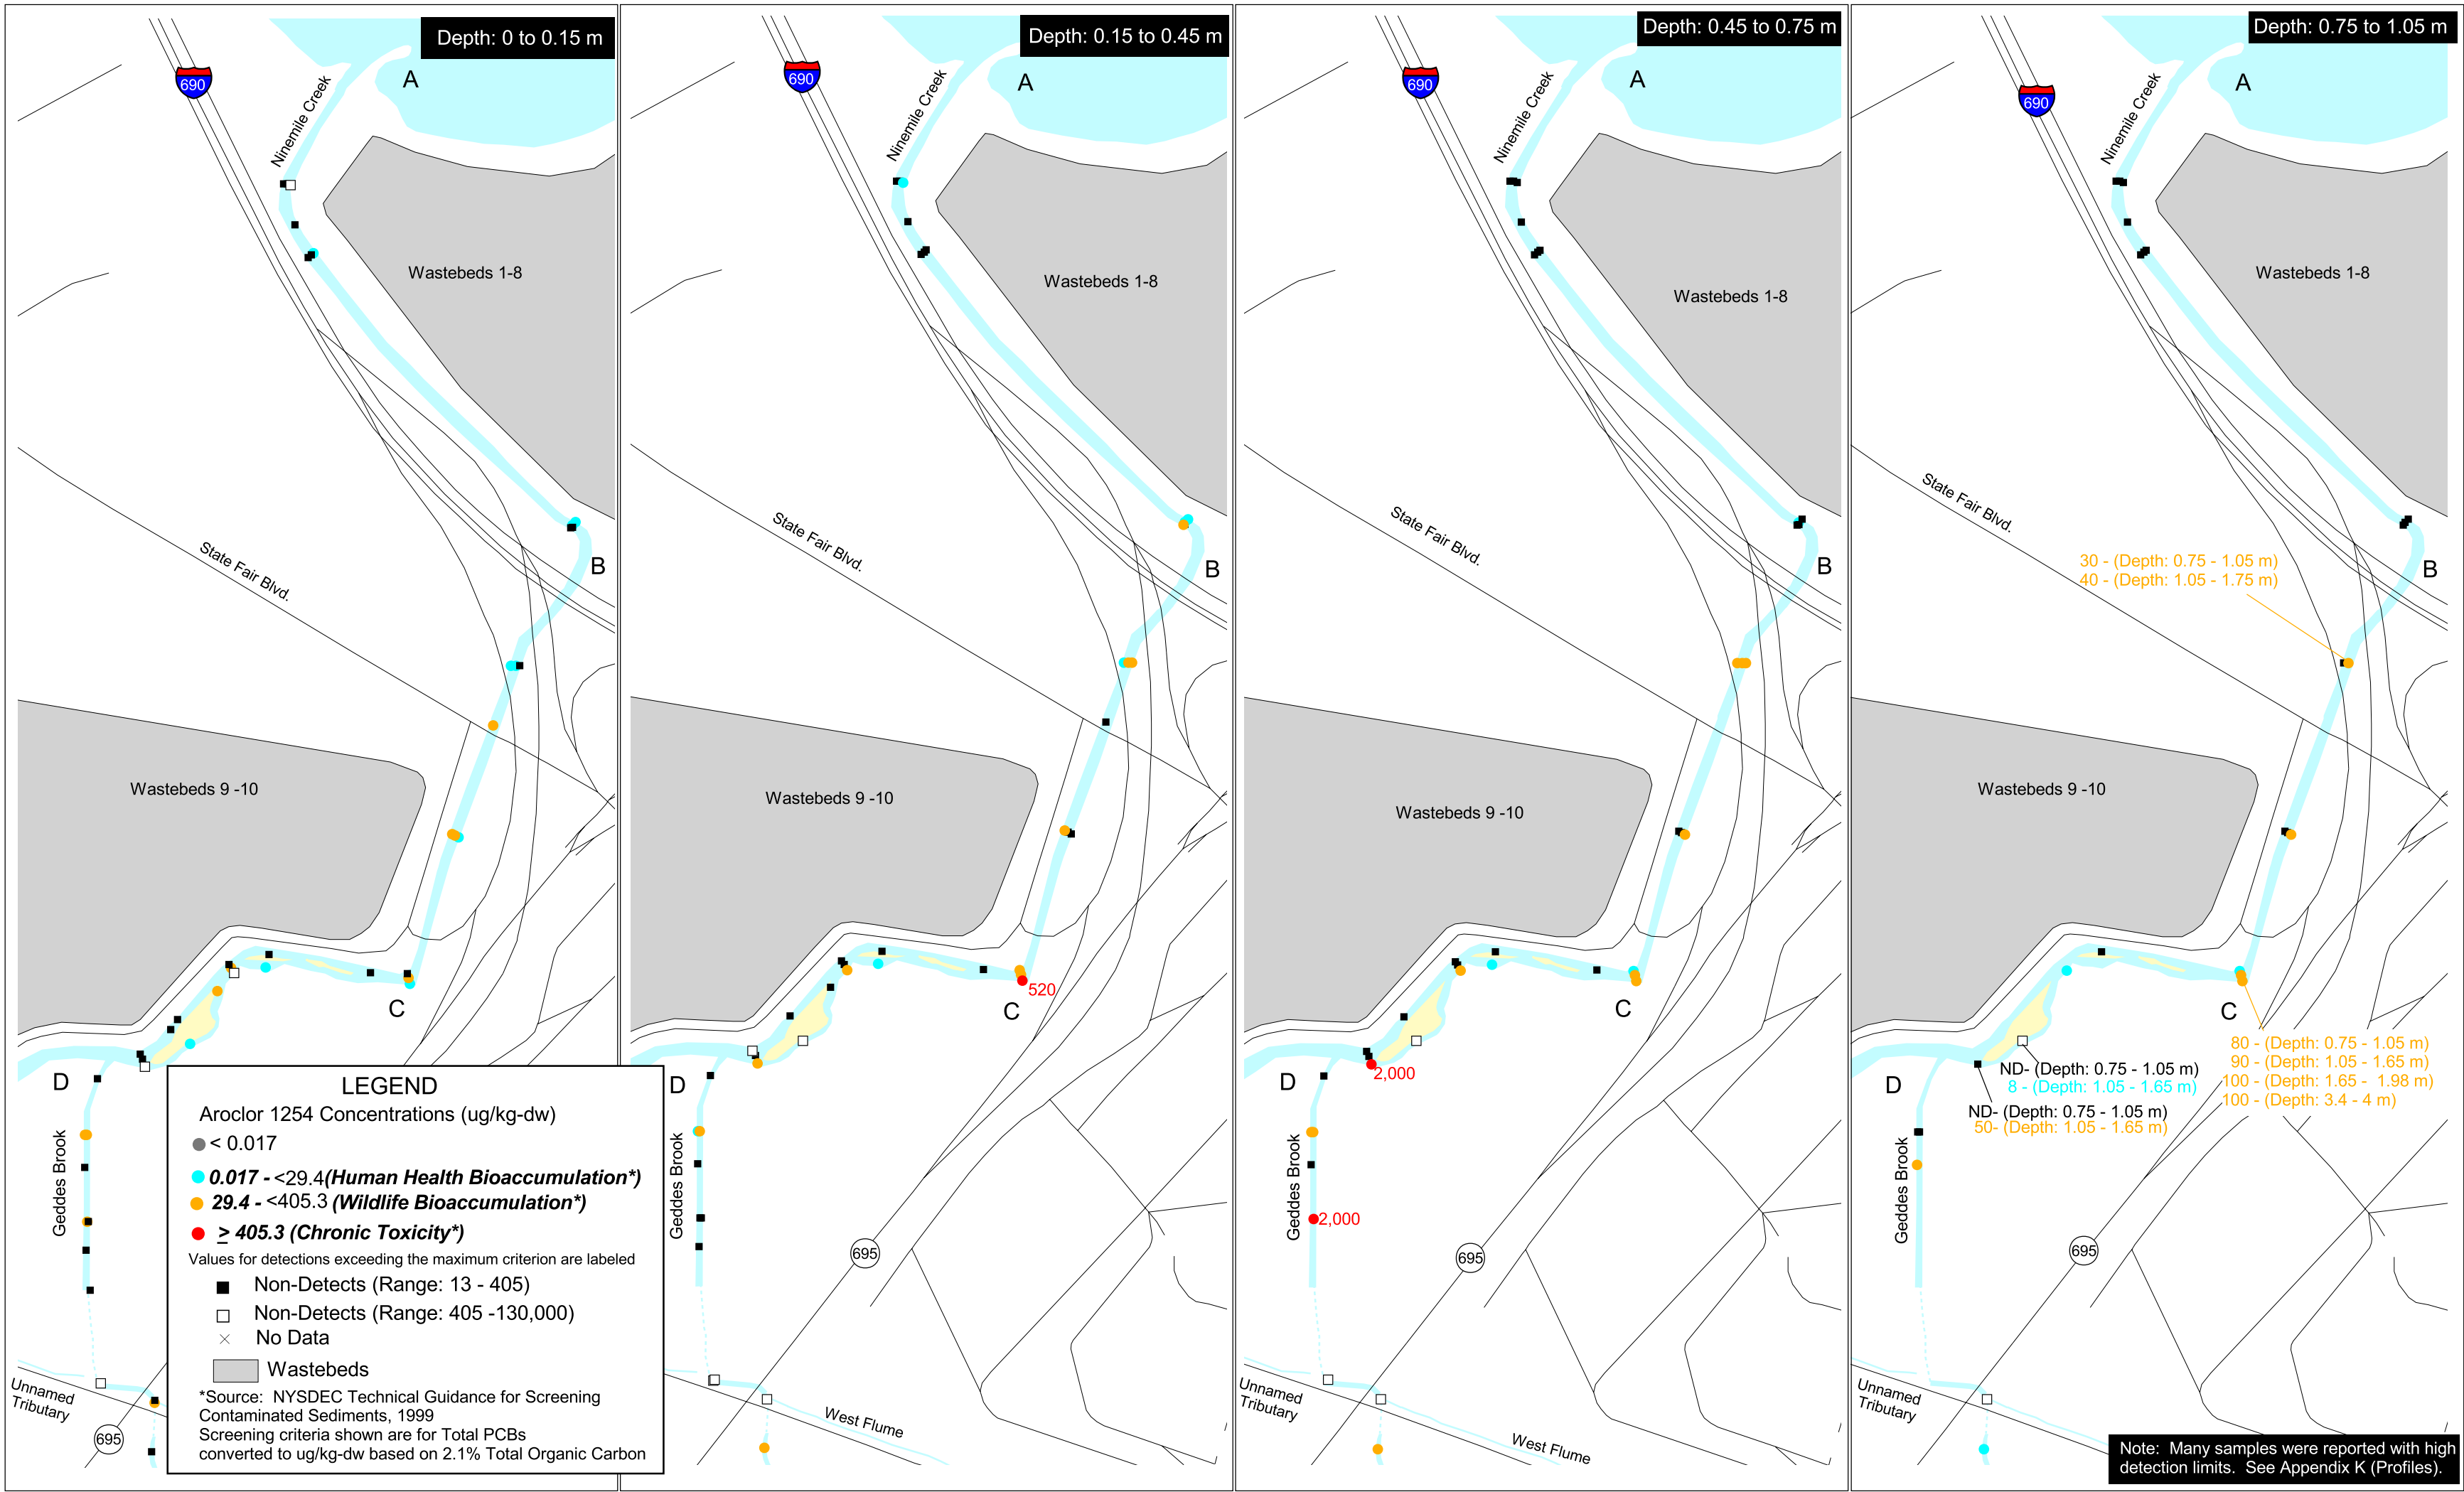 Depth: 0 to 0.15 m
690
A
Ninemile Creek
Wastebeds 1-8
State Fair Blvd.
B
Wastebeds 9 -10
C
D
Geddes Brook
Unnamed
Tributary
695
LEGEND
Aroclor 1254 Concentrations (ug/kg-dw)
< 0.017
0.017 - <29.4 (Human Health Bioaccumulation*)
29.4 - <405.3 (Wildlife Bioaccumulation*)
≥ 405.3 (Chronic Toxicity*)
Values for detections exceeding the maximum criterion are labeled
Non-Detects (Range: 13 - 405)
Non-Detects (Range: 405 -130,000)
No Data
Wastebeds
*Source: NYSDEC Technical Guidance for Screening
Contaminated Sediments, 1999
Screening criteria shown are for Total PCBs
converted to ug/kg-dw based on 2.1% Total Organic Carbon
Depth: 0.15 to 0.45 m
690
A
Ninemile Creek
Wastebeds 1-8
State Fair Blvd.
B
Wastebeds 9 -10
520
C
D
Geddes Brook
695
West Flume
Depth: 0.45 to 0.75 m
690
A
Ninemile Creek
Wastebeds 1-8
State Fair Blvd.
B
Wastebeds 9 -10
C
2,000
D
Geddes Brook
2,000
695
Unnamed
Tributary
West Flume
Depth: 0.75 to 1.05 m
690
A
Ninemile Creek
Wastebeds 1-8
State Fair Blvd.
30 - (Depth: 0.75 - 1.05 m)
40 - (Depth: 1.05 - 1.75 m)
B
Wastebeds 9 -10
C
80 - (Depth: 0.75 - 1.05 m)
90 - (Depth: 1.05 - 1.65 m)
100 - (Depth: 1.65 - 1.98 m)
100 - (Depth: 3.4 - 4 m)
ND- (Depth: 0.75 - 1.05 m)
8 - (Depth: 1.05 - 1.65 m)
ND- (Depth: 0.75 - 1.05 m)
50- (Depth: 1.05 - 1.65 m)
D
Geddes Brook
695
Unnamed
Tributary
Note: Many samples were reported with high
detection limits. See Appendix K (Profiles).